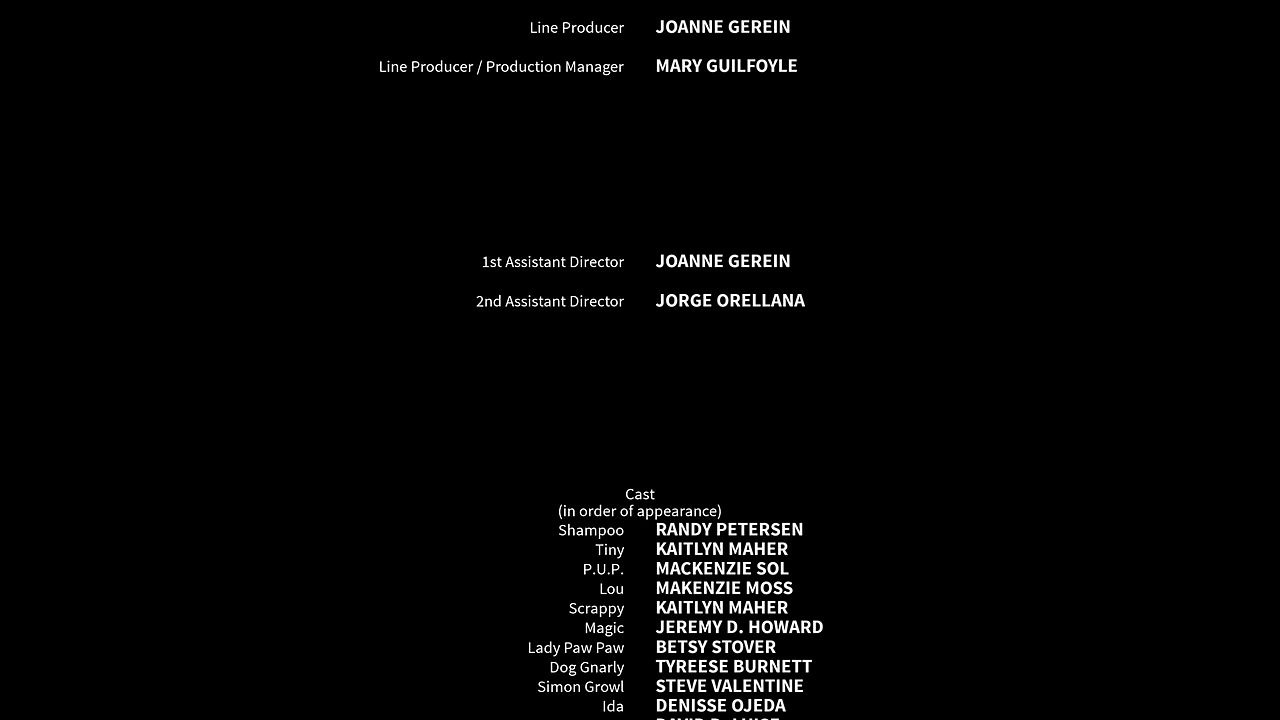 Line Producer JOANNE GEREIN
Line Producer / Production Manager MARY GUILFOYLE
1st Assistant Director JOANNE GEREIN
2nd Assistant Director JORGE ORELLANA
Cast
(in order of appearance)
Shampoo RANDY PETERSEN
Tiny KAITLYN MAHER
P.U.P. MACKENZIE SOL
Lou MAKENZIE MOSS
Scrappy KAITLYN MAHER
Magic JEREMY D. HOWARD
Lady Paw Paw BETSY STOVER
Dog Gnarly TYREESE BURNETT
Simon Growl STEVE VALENTINE
Ida DENISSE OJEDA